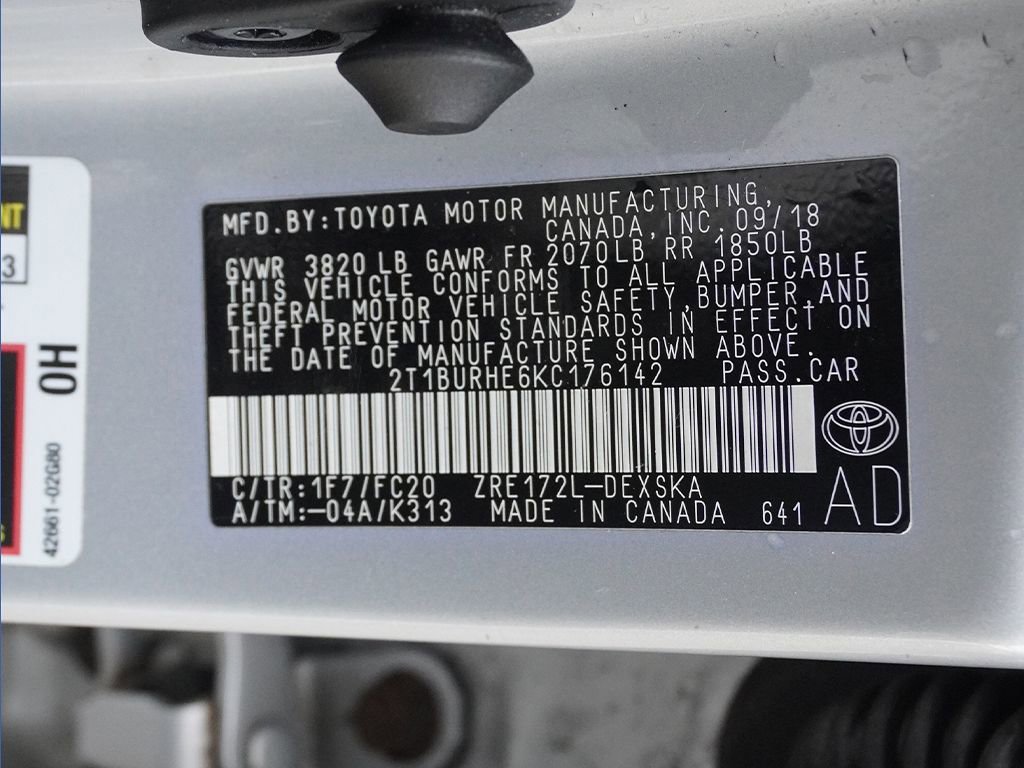 MFD.BY:TOYOTA MOTOR MANUFACTURING,
CANADA, INC. 09/18
GVWR 3820 LB GAWR FR 2070LB RR 1850LB
THIS VEHICLE CONFORMS TO ALL APPLICABLE
FEDERAL MOTOR VEHICLE SAFETY,BUMPER,AND
THEFT PREVENTION STANDARDS IN EFFECT ON
THE DATE OF MANUFACTURE SHOWN ABOVE.
2T1BURHE6KC176142 PASS.CAR
C/TR:1F7/FC20 ZRE172L-DEXSKA
A/TM:-04A/K313 MADE IN CANADA 641
AD
NT
3
0H
42661-02G80